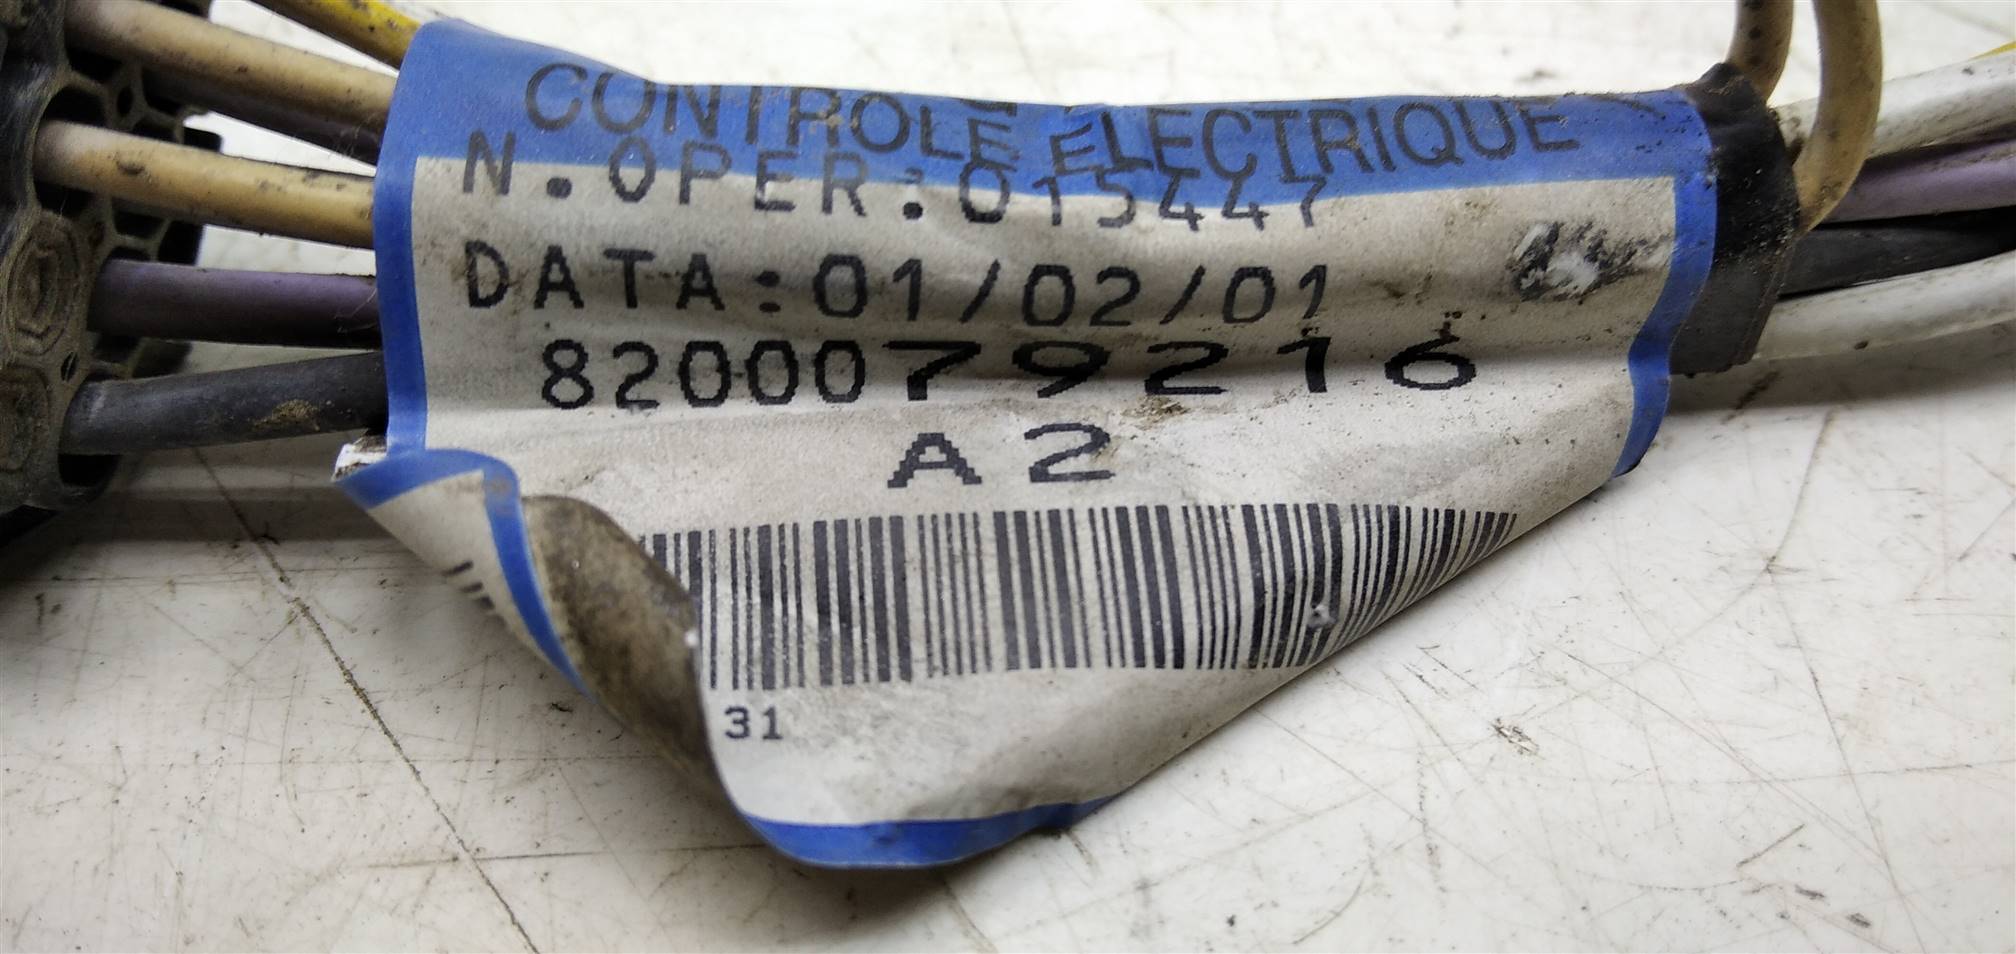 CONTROLE ELECTRIQUE
N.OPER:015447
DATA:01/02/01
8200079216
A2
31